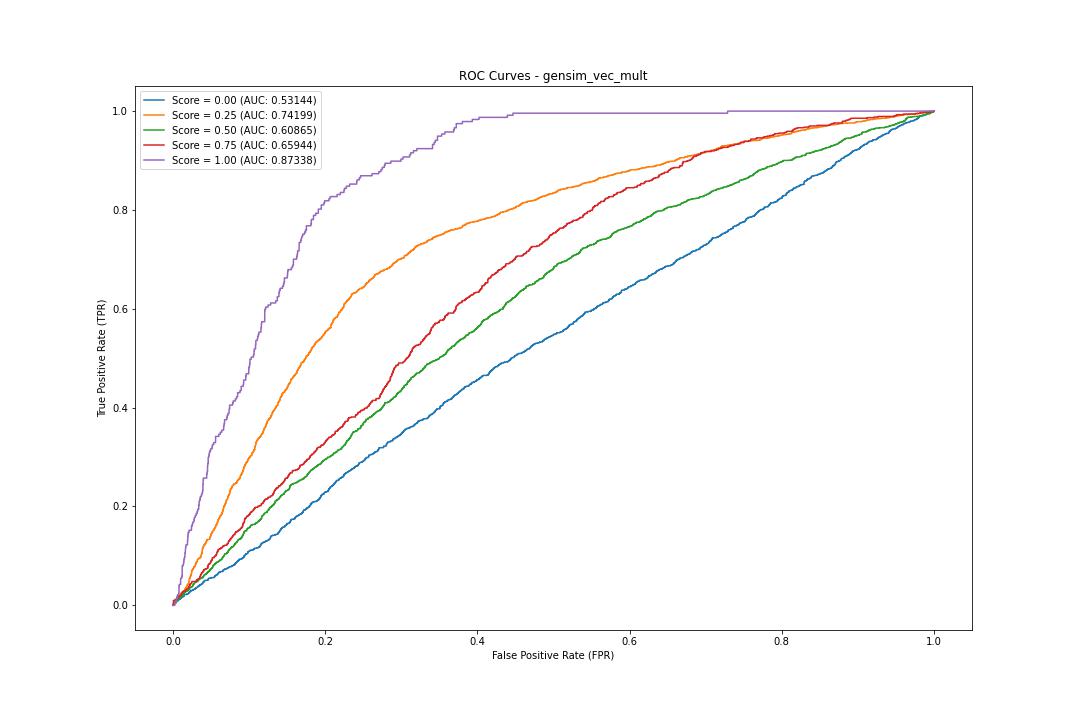 ROC Curves - gensim_vec_mult
Score = 0.00 (AUC: 0.53144)
Score = 0.25 (AUC: 0.74199)
Score = 0.50 (AUC: 0.60865)
Score = 0.75 (AUC: 0.65944)
Score = 1.00 (AUC: 0.87338)
1.0
0.8
0.6
0.4
0.2
0.0
True Positive Rate (TPR)
0.0 0.2 0.4 0.6 0.8 1.0
False Positive Rate (FPR)